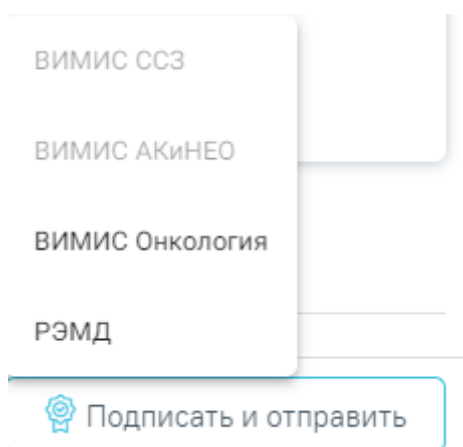 ВИМИС ССЗ
ВИМИС АКиНЕО
ВИМИС Онкология
РЭМД
Подписать и отправить